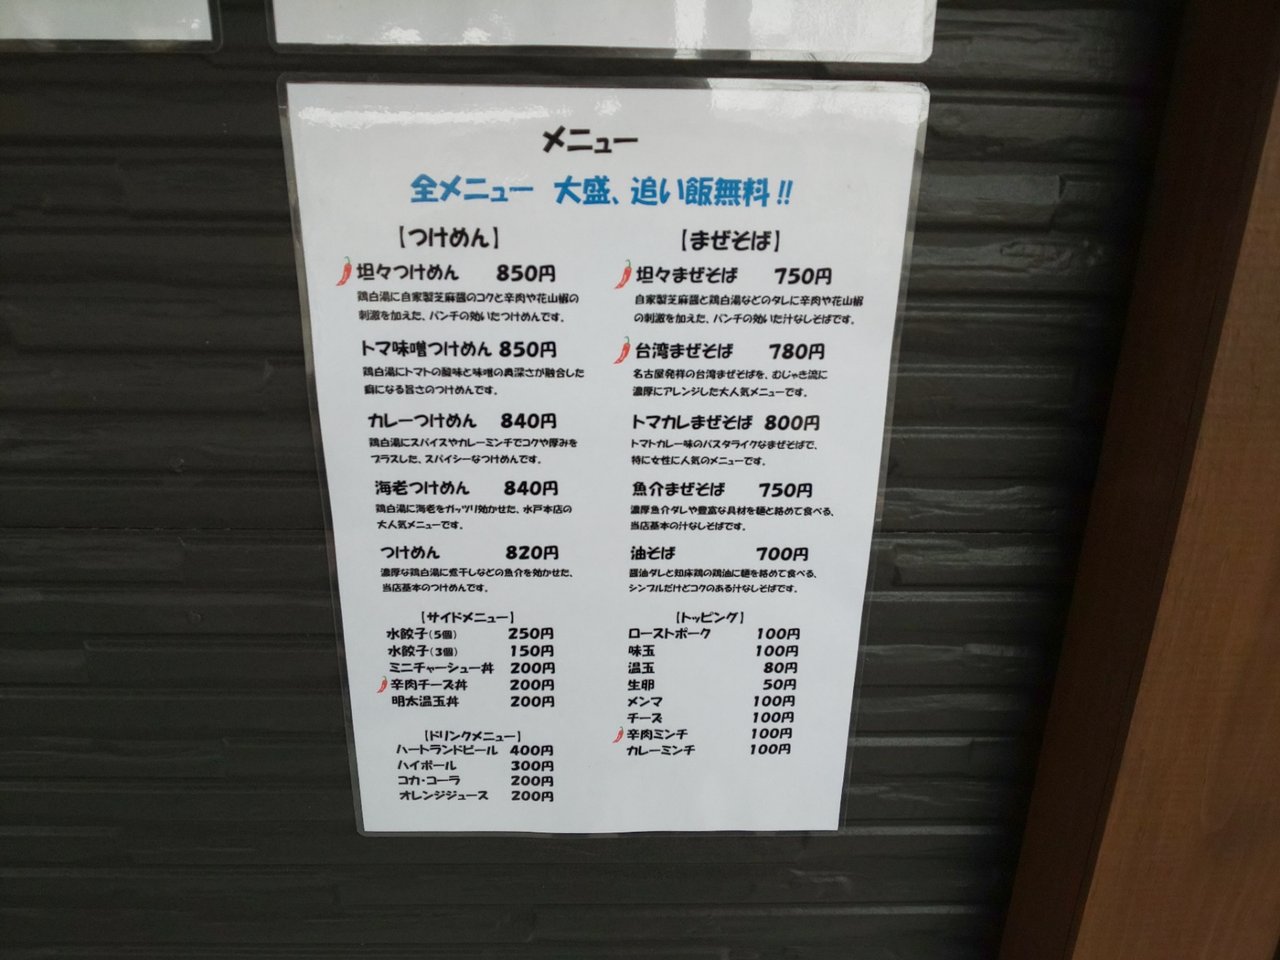 メニュー
全メニュー 大盛、追い飯無料!!
【つけめん】
坦々つけめん 850円
鶏白湯に自家製芝麻醤のコクと辛肉や花山椒の
刺激を加えた、パンチの効いたつけめんです。
トマ味噌つけめん 850円
鶏白湯にトマトの酸味と味噌の奥深さが融合した
癖になる旨さのつけめんです。
カレーつけめん 840円
鶏白湯にスパイスやカレーミンチでコクや厚みを
プラスした、スパイシーなつけめんです。
海老つけめん 840円
鶏白湯に海老をガッツリ効かせた、水戸本店の
大人気メニューです。
つけめん 820円
濃厚な鶏白湯に煮干しなどの魚介を効かせた、
当店基本のつけめんです。
【サイドメニュー】
水餃子(5個) 250円
水餃子(3個) 150円
ミニチャーシュー丼 200円
辛肉チーズ丼 200円
明太温玉丼 200円
【ドリンクメニュー】
ハートランドビール 400円
ハイボール 300円
コカ・コーラ 200円
オレンジジュース 200円
【まぜそば】
坦々まぜそば 750円
自家製芝麻醤と鶏白湯などのタレに辛肉や花山椒
の刺激を加えた、パンチの効いた汁なしそばです。
台湾まぜそば 780円
名古屋発祥の台湾まぜそばを、むじゃき流に
濃厚にアレンジした大人気メニューです。
トマカレまぜそば 800円
トマトカレー味のパスタライクなまぜそばで、
特に女性に人気のメニューです。
魚介まぜそば 750円
濃厚魚介ダレや豊富な具材を麺と絡めて食べる、
当店基本の汁なしそばです。
油そば 700円
醤油ダレと知床鶏の鶏油に麺を絡めて食べる、
シンプルだけどコクのある汁なしそばです。
【トッピング】
ローストポーク 100円
味玉 100円
温玉 80円
生卵 50円
メンマ 100円
チーズ 100円
辛肉ミンチ 100円
カレーミンチ 100円